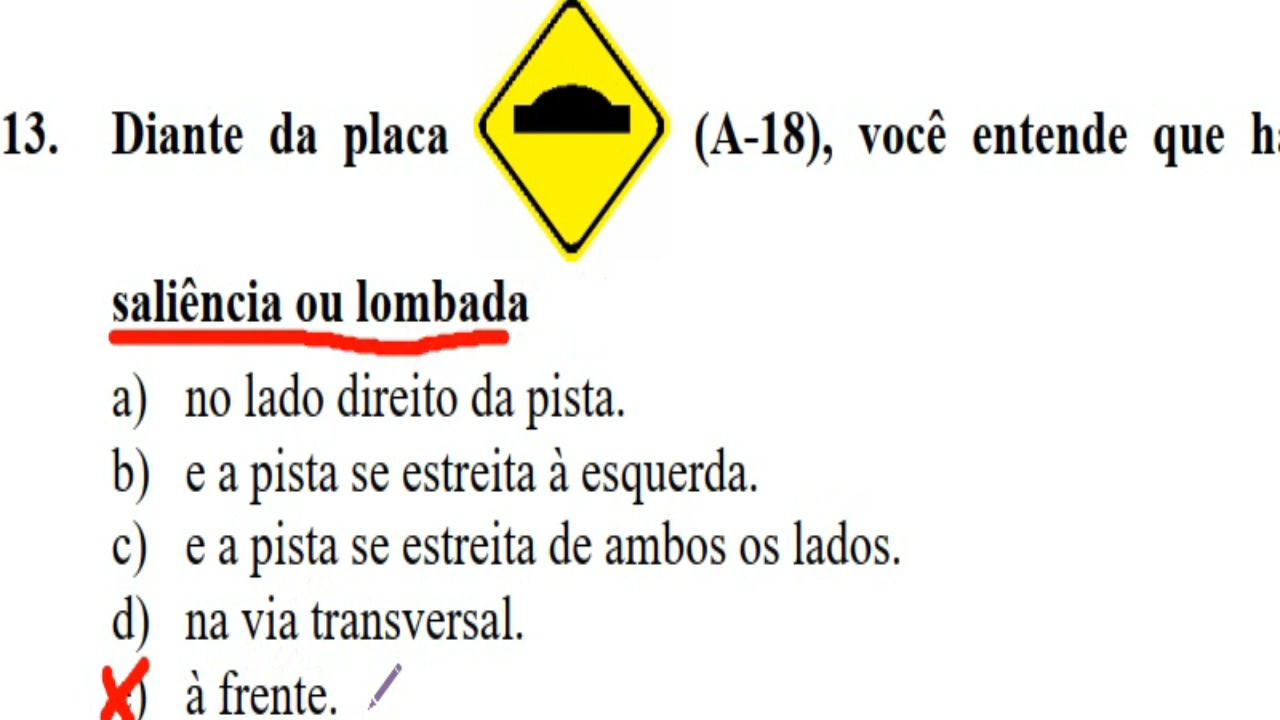 13. Diante da placa (A-18), você entende que
saliência ou lombada
a) no lado direito da pista.
b) e a pista se estreita à esquerda.
c) e a pista se estreita de ambos os lados.
d) na via transversal.
à frente.